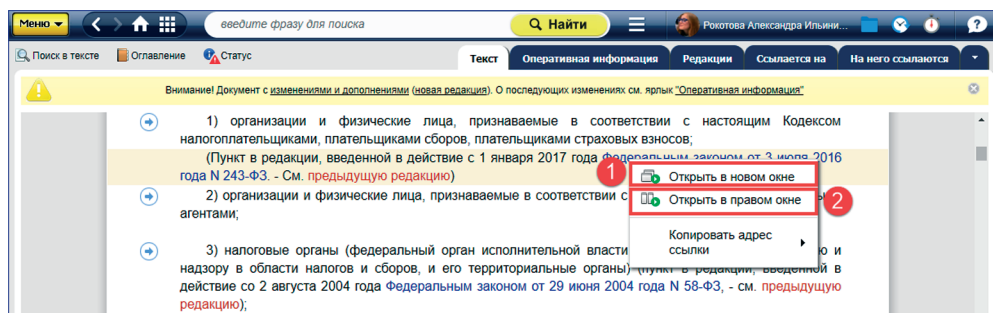 Меню введите фразу для поиска Найти Рокотова Александра Ильини... ?
Поиск в тексте Оглавление Статус Текст Оперативная информация Редакции Ссылается на На него ссылаются
Внимание! Документ с изменениями и дополнениями (новая редакция). О последующих изменениях см. ярлык "Оперативная информация"
1) организации и физические лица, признаваемые в соответствии с настоящим Кодексом
налогоплательщиками, плательщиками сборов, плательщиками страховых взносов;
(Пункт в редакции, введенной в действие с 1 января 2017 года Федеральным законом от 3 июля 2016
года N 243-ФЗ. - См. предыдущую редакцию)
1 Открыть в новом окне
2) организации и физические лица, признаваемые в соответствии с
Открыть в правом окне 2
агентами;
Копировать адрес
ссылки
3) налоговые органы (федеральный орган исполнительной власти ю и
надзору в области налогов и сборов, и его территориальные органы) (пункт в редакции, введенной в
действие со 2 августа 2004 года Федеральным законом от 29 июня 2004 года N 58-ФЗ, - см. предыдущую
редакцию);